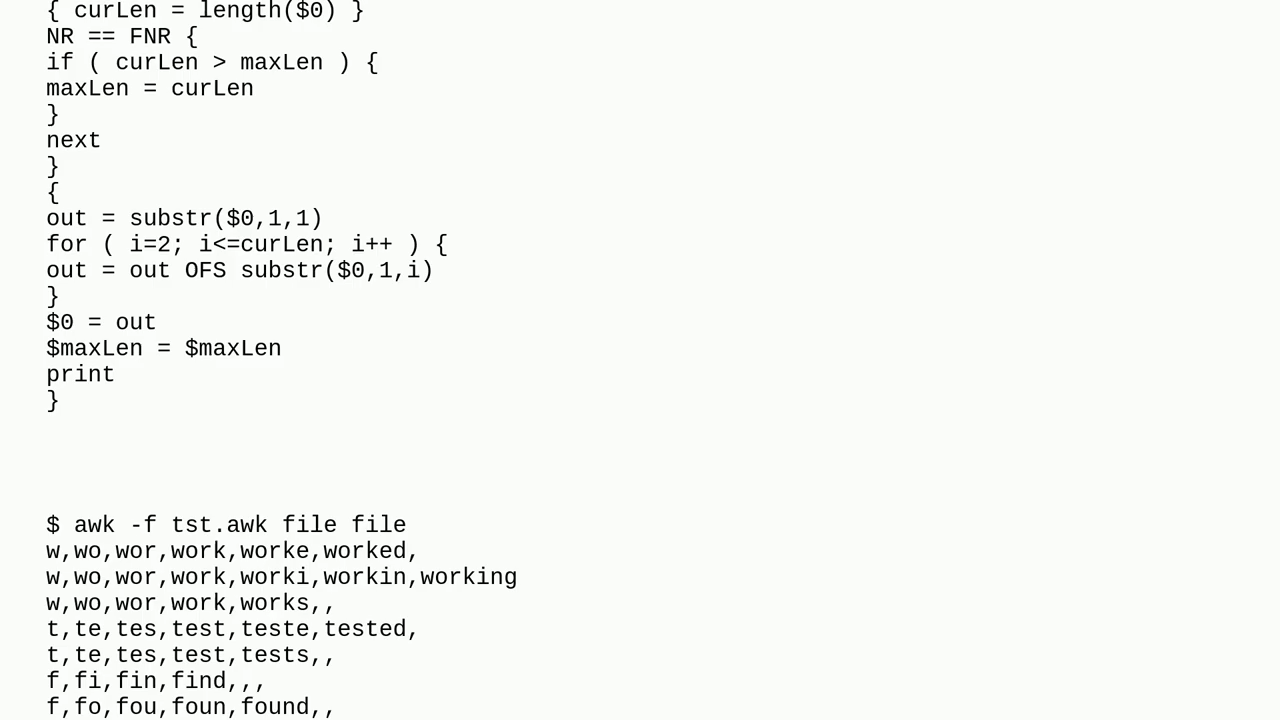 { curLen = length($0) }
NR == FNR {
if ( curLen > maxLen ) {
maxLen = curLen
}
next
}
{
out = substr($0,1,1)
for ( i=2; i<=curLen; i++ ) {
out = out OFS substr($0,1,i)
}
$0 = out
$maxLen = $maxLen
print
}
$ awk -f tst.awk file file
w,wo,wor,work,worke,worked,
w,wo,wor,work,worki,workin,working
w,wo,wor,work,works,,
t,te,tes,test,teste,tested,
t,te,tes,test,tests,,
f,fi,fin,find,,,
f,fo,fou,foun,found,,